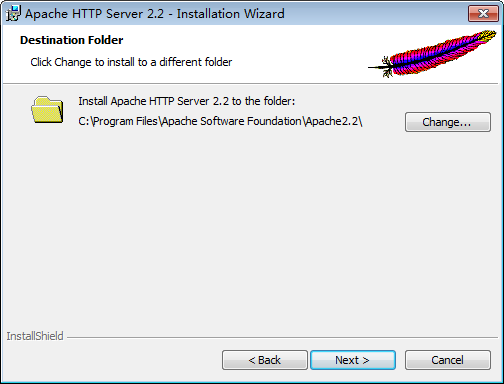 Apache HTTP Server 2.2 - Installation Wizard
Destination Folder
Click Change to install to a different folder
Install Apache HTTP Server 2.2 to the folder:
C:\Program Files\Apache Software Foundation\Apache2.2\
Change...
InstallShield
< Back
Next >
Cancel